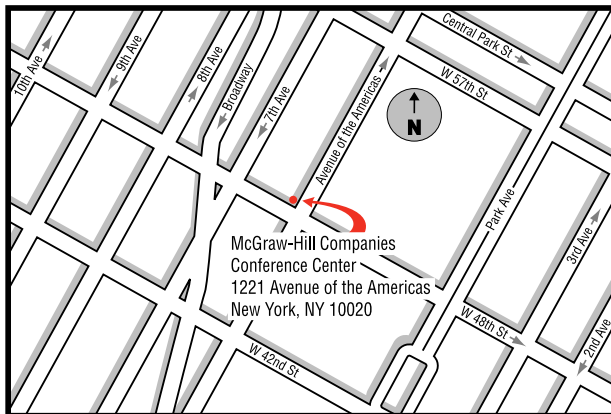 10th Ave
9th Ave
8th Ave
Broadway
7th Ave
Avenue of the Americas
Central Park St
W 57th St
N
Park Ave
3rd Ave
2nd Ave
McGraw-Hill Companies
Conference Center
1221 Avenue of the Americas
New York, NY 10020
W 48th St
W 42nd St